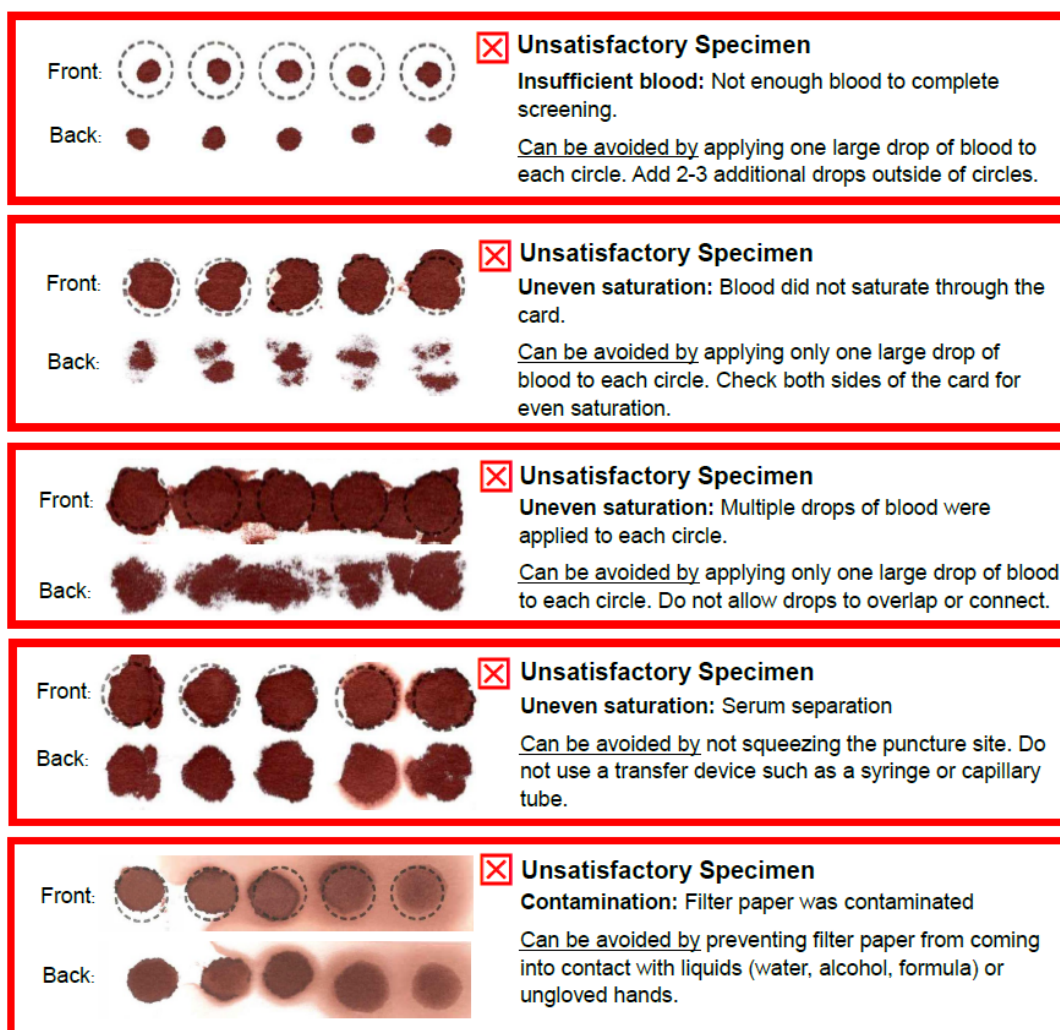 Front:
Back:
Unsatisfactory Specimen
Insufficient blood: Not enough blood to complete
screening.
Can be avoided by applying one large drop of blood to
each circle. Add 2-3 additional drops outside of circles.
Front:
Back:
Unsatisfactory Specimen
Uneven saturation: Blood did not saturate through the
card.
Can be avoided by applying only one large drop of
blood to each circle. Check both sides of the card for
even saturation.
Front:
Back:
Unsatisfactory Specimen
Uneven saturation: Multiple drops of blood were
applied to each circle.
Can be avoided by applying only one large drop of blood
to each circle. Do not allow drops to overlap or connect.
Front:
Back:
Unsatisfactory Specimen
Uneven saturation: Serum separation
Can be avoided by not squeezing the puncture site. Do
not use a transfer device such as a syringe or capillary
tube.
Front:
Back:
Unsatisfactory Specimen
Contamination: Filter paper was contaminated
Can be avoided by preventing filter paper from coming
into contact with liquids (water, alcohol, formula) or
ungloved hands.